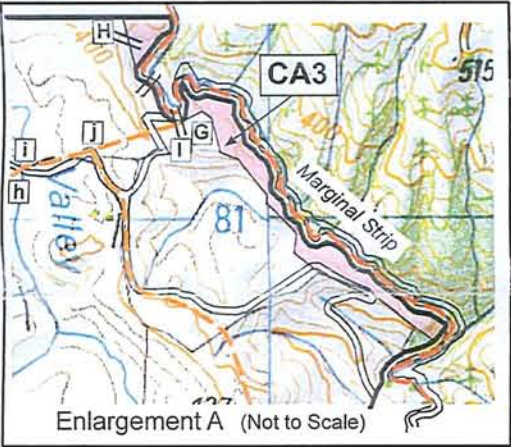 H
400
CA3
515
G
I
400
j
i
h
Valley
81
Marginal Strip
Enlargement A (Not to Scale)